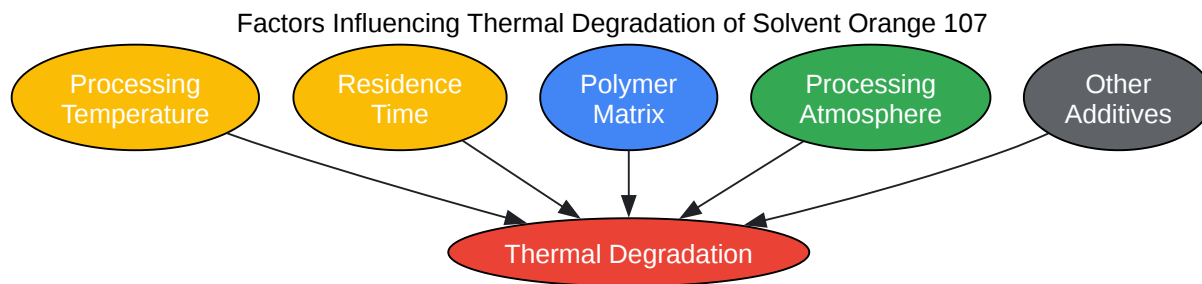 Factors Influencing Thermal Degradation of Solvent Orange 107
Processing
Temperature
Residence
Time
Polymer
Matrix
Processing
Atmosphere
Other
Additives
Thermal Degradation